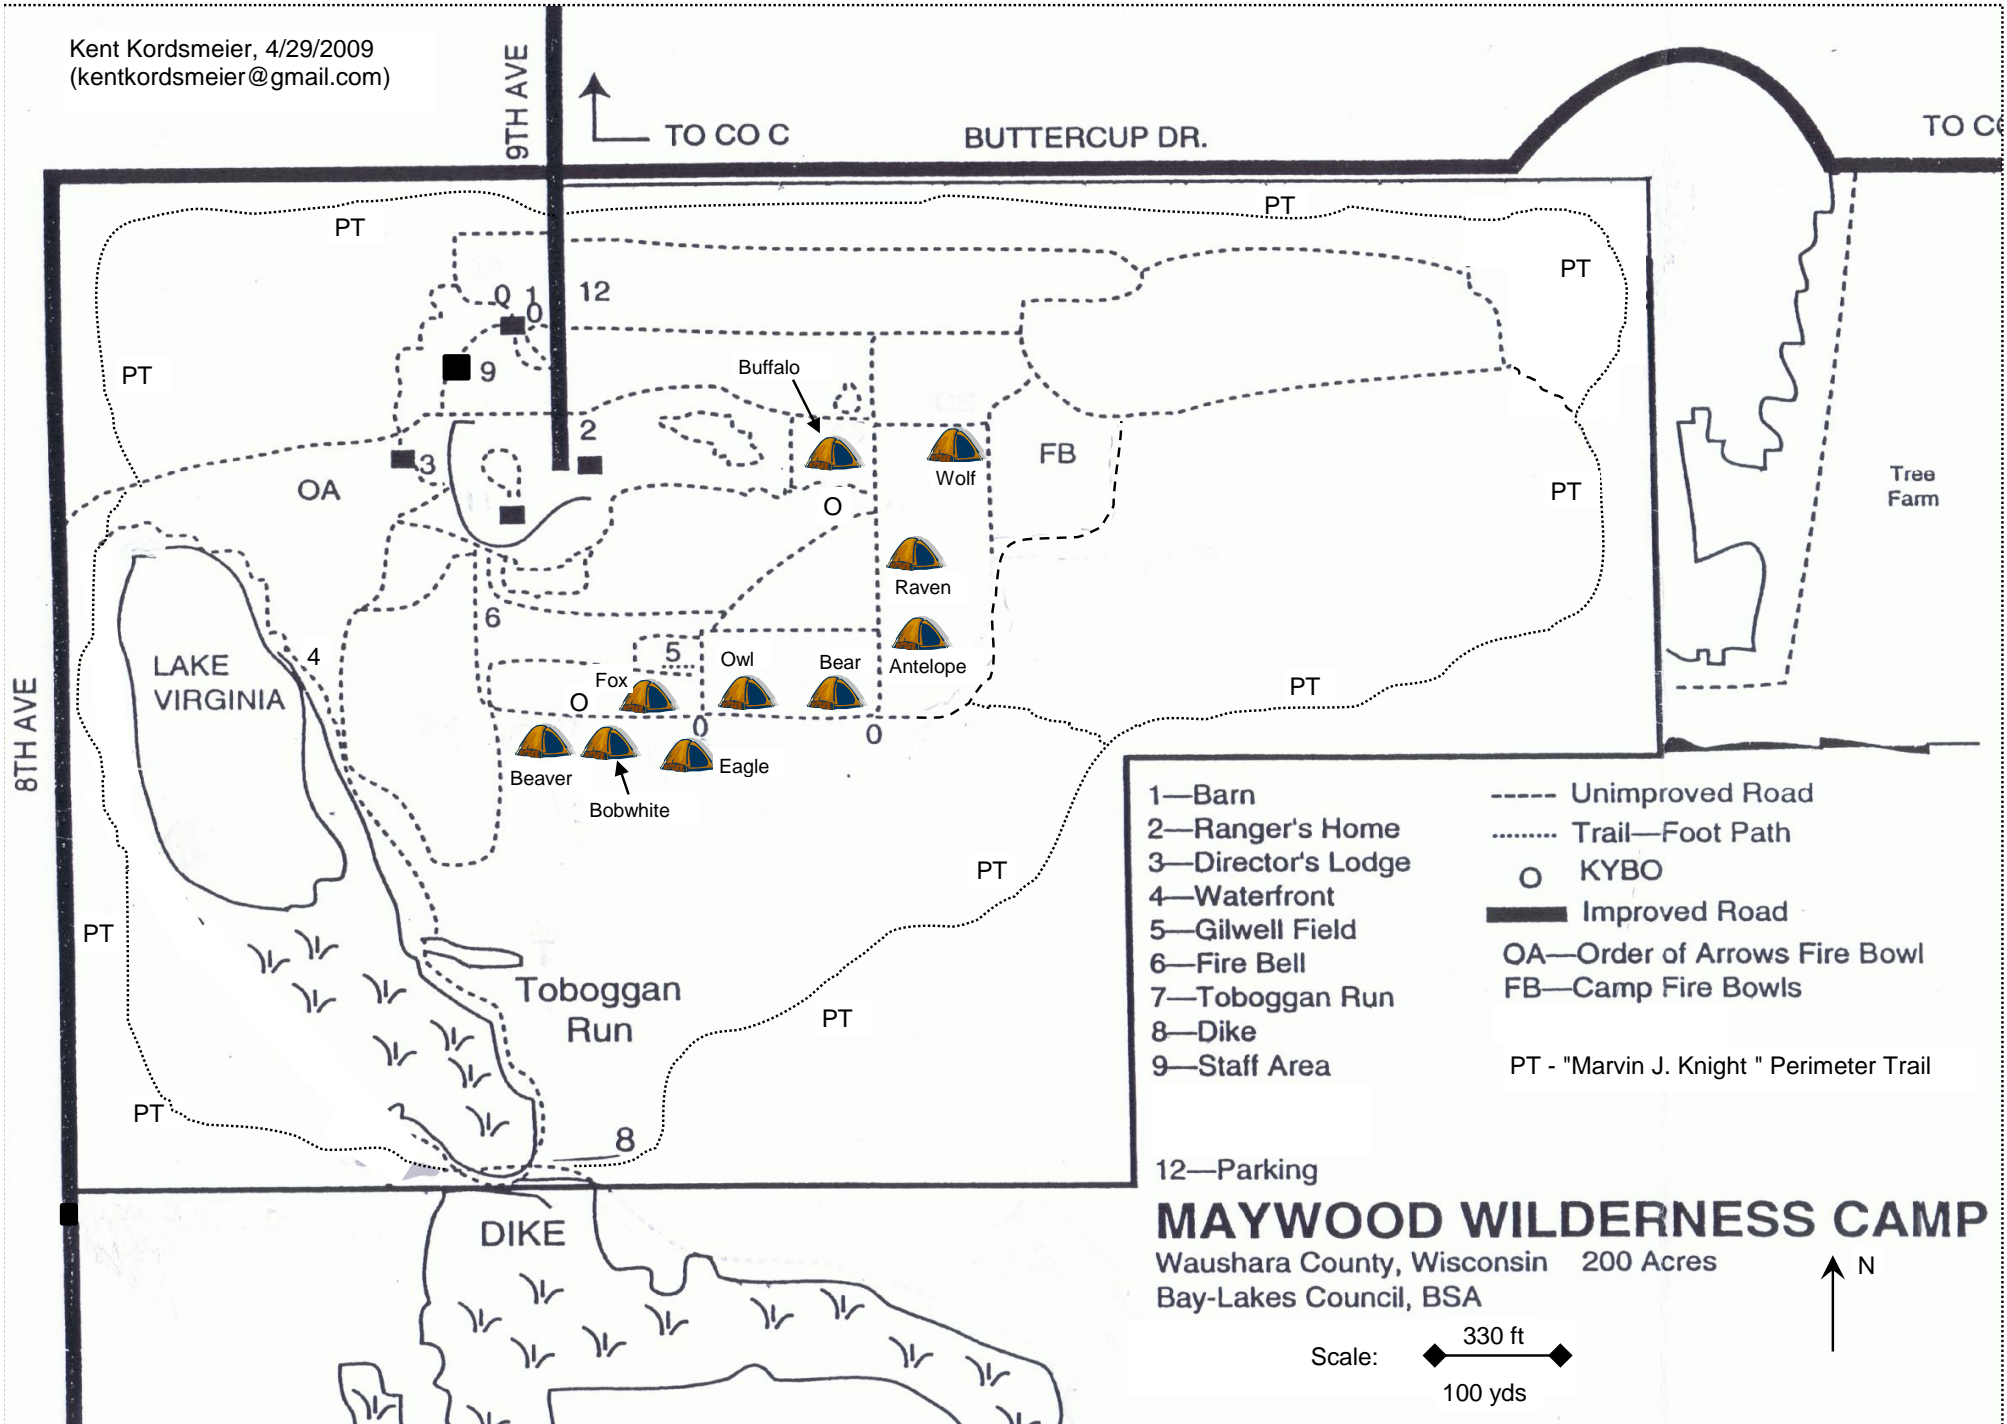 Kent Kordsmeier, 4/29/2009
(kentkordsmeier@gmail.com)
9TH AVE
TO CO C
BUTTERCUP DR.
TO CO
PT
PT
PT
PT
12
1
O
9
Buffalo
2
3
OA
Wolf
FB
PT
Tree
Farm
O
Raven
6
5
Owl
Bear
Antelope
4
LAKE
VIRGINIA
Fox
O
PT
8TH AVE
O
O
Beaver
Bobwhite
Eagle
PT
PT
Toboggan
Run
PT
PT
8
DIKE
1—Barn
2—Ranger's Home
3—Director's Lodge
4—Waterfront
5—Gilwell Field
6—Fire Bell
7—Toboggan Run
8—Dike
9—Staff Area
12—Parking
Unimproved Road
Trail—Foot Path
O KYBO
Improved Road
OA—Order of Arrows Fire Bowl
FB—Camp Fire Bowls
PT - "Marvin J. Knight " Perimeter Trail
MAYWOOD WILDERNESS CAMP
Waushara County, Wisconsin 200 Acres
Bay-Lakes Council, BSA
N
Scale:
330 ft
100 yds